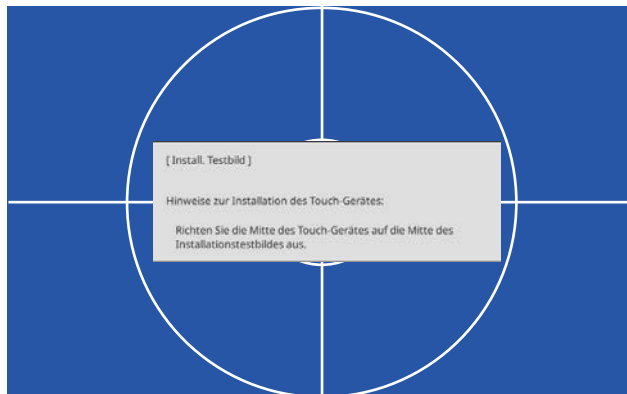 [ Install. Testbild ]
Hinweise zur Installation des Touch-Gerätes:
Richten Sie die Mitte des Touch-Gerätes auf die Mitte des
Installationstestbildes aus.